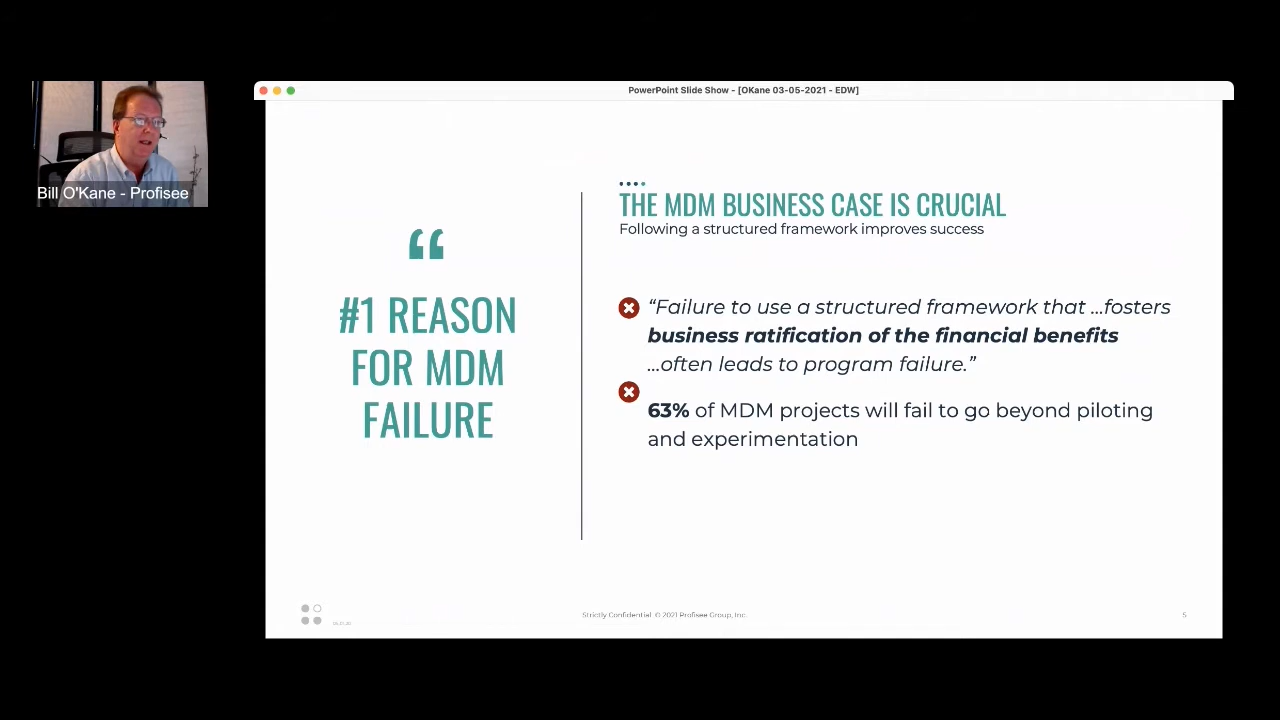 PowerPoint Slide Show - [OKane 03-05-2021 - EDW]
Bill O'Kane - Profisee
“
#1 REASON
FOR MDM
FAILURE
THE MDM BUSINESS CASE IS CRUCIAL
Following a structured framework improves success
“Failure to use a structured framework that ...fosters
business ratification of the financial benefits
...often leads to program failure.”
63% of MDM projects will fail to go beyond piloting
and experimentation
Strictly Confidential © 2021 Profisee Group, Inc.
5